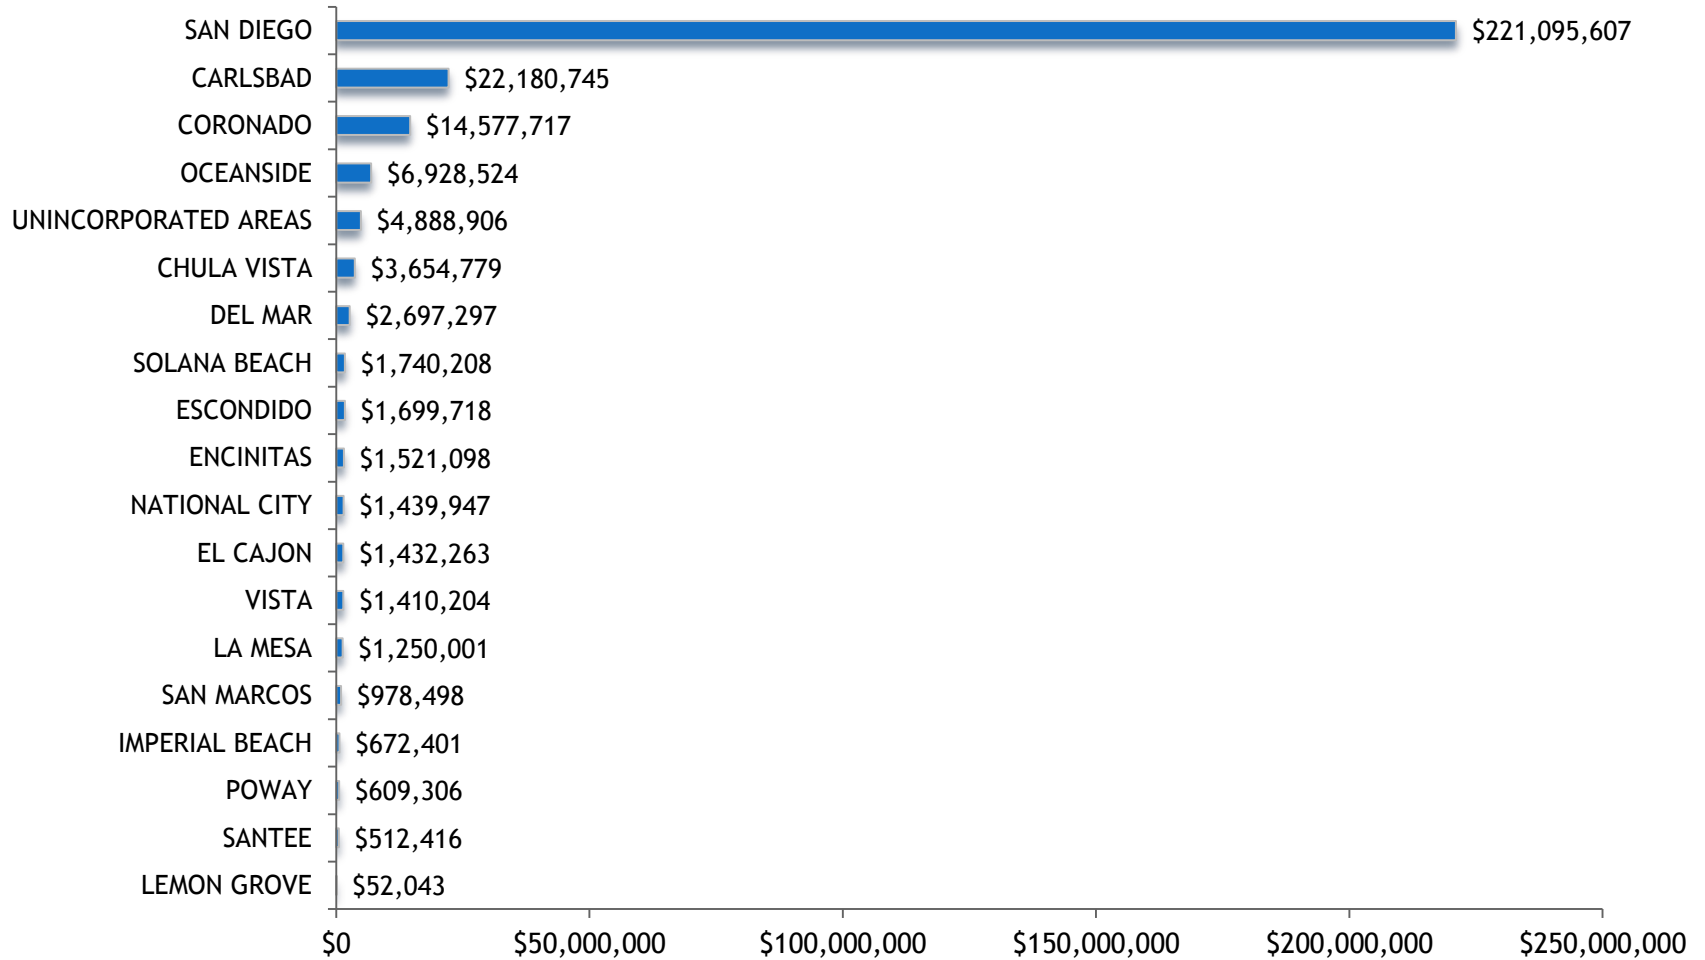 SAN DIEGO $221,095,607
CARLSBAD $22,180,745
CORONADO $14,577,717
OCEANSIDE $6,928,524
UNINCORPORATED AREAS $4,888,906
CHULA VISTA $3,654,779
DEL MAR $2,697,297
SOLANA BEACH $1,740,208
ESCONDIDO $1,699,718
ENCINITAS $1,521,098
NATIONAL CITY $1,439,947
EL CAJON $1,432,263
VISTA $1,410,204
LA MESA $1,250,001
SAN MARCOS $978,498
IMPERIAL BEACH $672,401
POWAY $609,306
SANTEE $512,416
LEMON GROVE $52,043
$0 $50,000,000 $100,000,000 $150,000,000 $200,000,000 $250,000,000